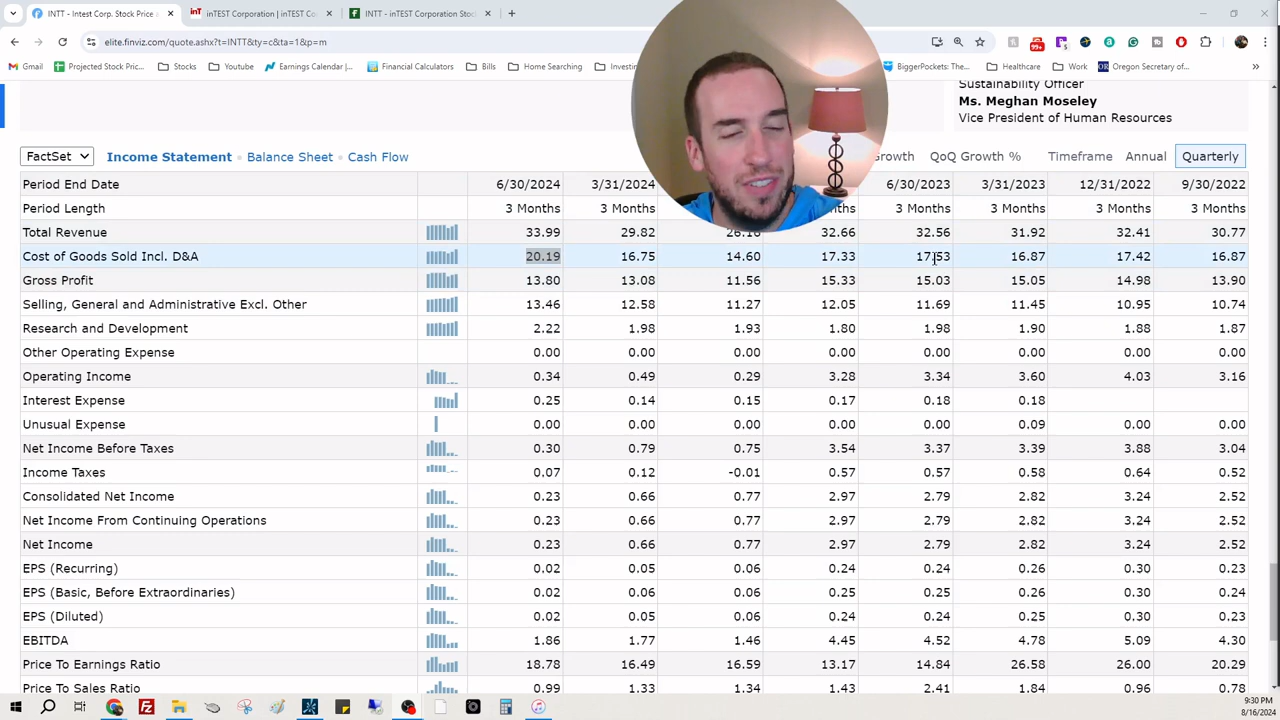 INTT - Intest Corp. Stock Price a
inTEST Corporation | inTEST Co
INTT - inTEST Corporation Stoc
elite.finviz.com/quote.ashx?t=INTT&ty=c&ta=1&p=m
99+
Gmail Projected Stock Pric... Stocks Youtube Earnings Calendar |... Financial Calculators Bills Home Searching Investin BiggerPockets: The... Healthcare Work Oregon Secretary of...
Sustainability Officer
Ms. Meghan Moseley
Vice President of Human Resources
FactSet Income Statement • Balance Sheet • Cash Flow rowth QoQ Growth % Timeframe Annual Quarterly
Period End Date 6/30/2024 3/31/2024 6/30/2023 3/31/2023 12/31/2022 9/30/2022
Period Length 3 Months 3 Months Months 3 Months 3 Months 3 Months 3 Months
Total Revenue 33.99 29.82 32.66 32.56 31.92 32.41 30.77
Cost of Goods Sold Incl. D&A 20.19 16.75 14.60 17.33 17.53 16.87 17.42 16.87
Gross Profit 13.80 13.08 11.56 15.33 15.03 15.05 14.98 13.90
Selling, General and Administrative Excl. Other 13.46 12.58 11.27 12.05 11.69 11.45 10.95 10.74
Research and Development 2.22 1.98 1.93 1.80 1.98 1.90 1.88 1.87
Other Operating Expense 0.00 0.00 0.00 0.00 0.00 0.00 0.00 0.00
Operating Income 0.34 0.49 0.29 3.28 3.34 3.60 4.03 3.16
Interest Expense 0.25 0.14 0.15 0.17 0.18 0.18
Unusual Expense 0.00 0.00 0.00 0.00 0.00 0.09 0.00 0.00
Net Income Before Taxes 0.30 0.79 0.75 3.54 3.37 3.39 3.88 3.04
Income Taxes 0.07 0.12 -0.01 0.57 0.57 0.58 0.64 0.52
Consolidated Net Income 0.23 0.66 0.77 2.97 2.79 2.82 3.24 2.52
Net Income From Continuing Operations 0.23 0.66 0.77 2.97 2.79 2.82 3.24 2.52
Net Income 0.23 0.66 0.77 2.97 2.79 2.82 3.24 2.52
EPS (Recurring) 0.02 0.05 0.06 0.24 0.24 0.26 0.30 0.23
EPS (Basic, Before Extraordinaries) 0.02 0.06 0.06 0.25 0.25 0.26 0.30 0.24
EPS (Diluted) 0.02 0.05 0.06 0.24 0.24 0.25 0.30 0.23
EBITDA 1.86 1.77 1.46 4.45 4.52 4.78 5.09 4.30
Price To Earnings Ratio 18.78 16.49 16.59 13.17 14.84 26.58 26.00 20.29
Price To Sales Ratio 0.99 1.33 1.34 1.43 2.41 1.84 0.96 0.78
9:30 PM
8/16/2024